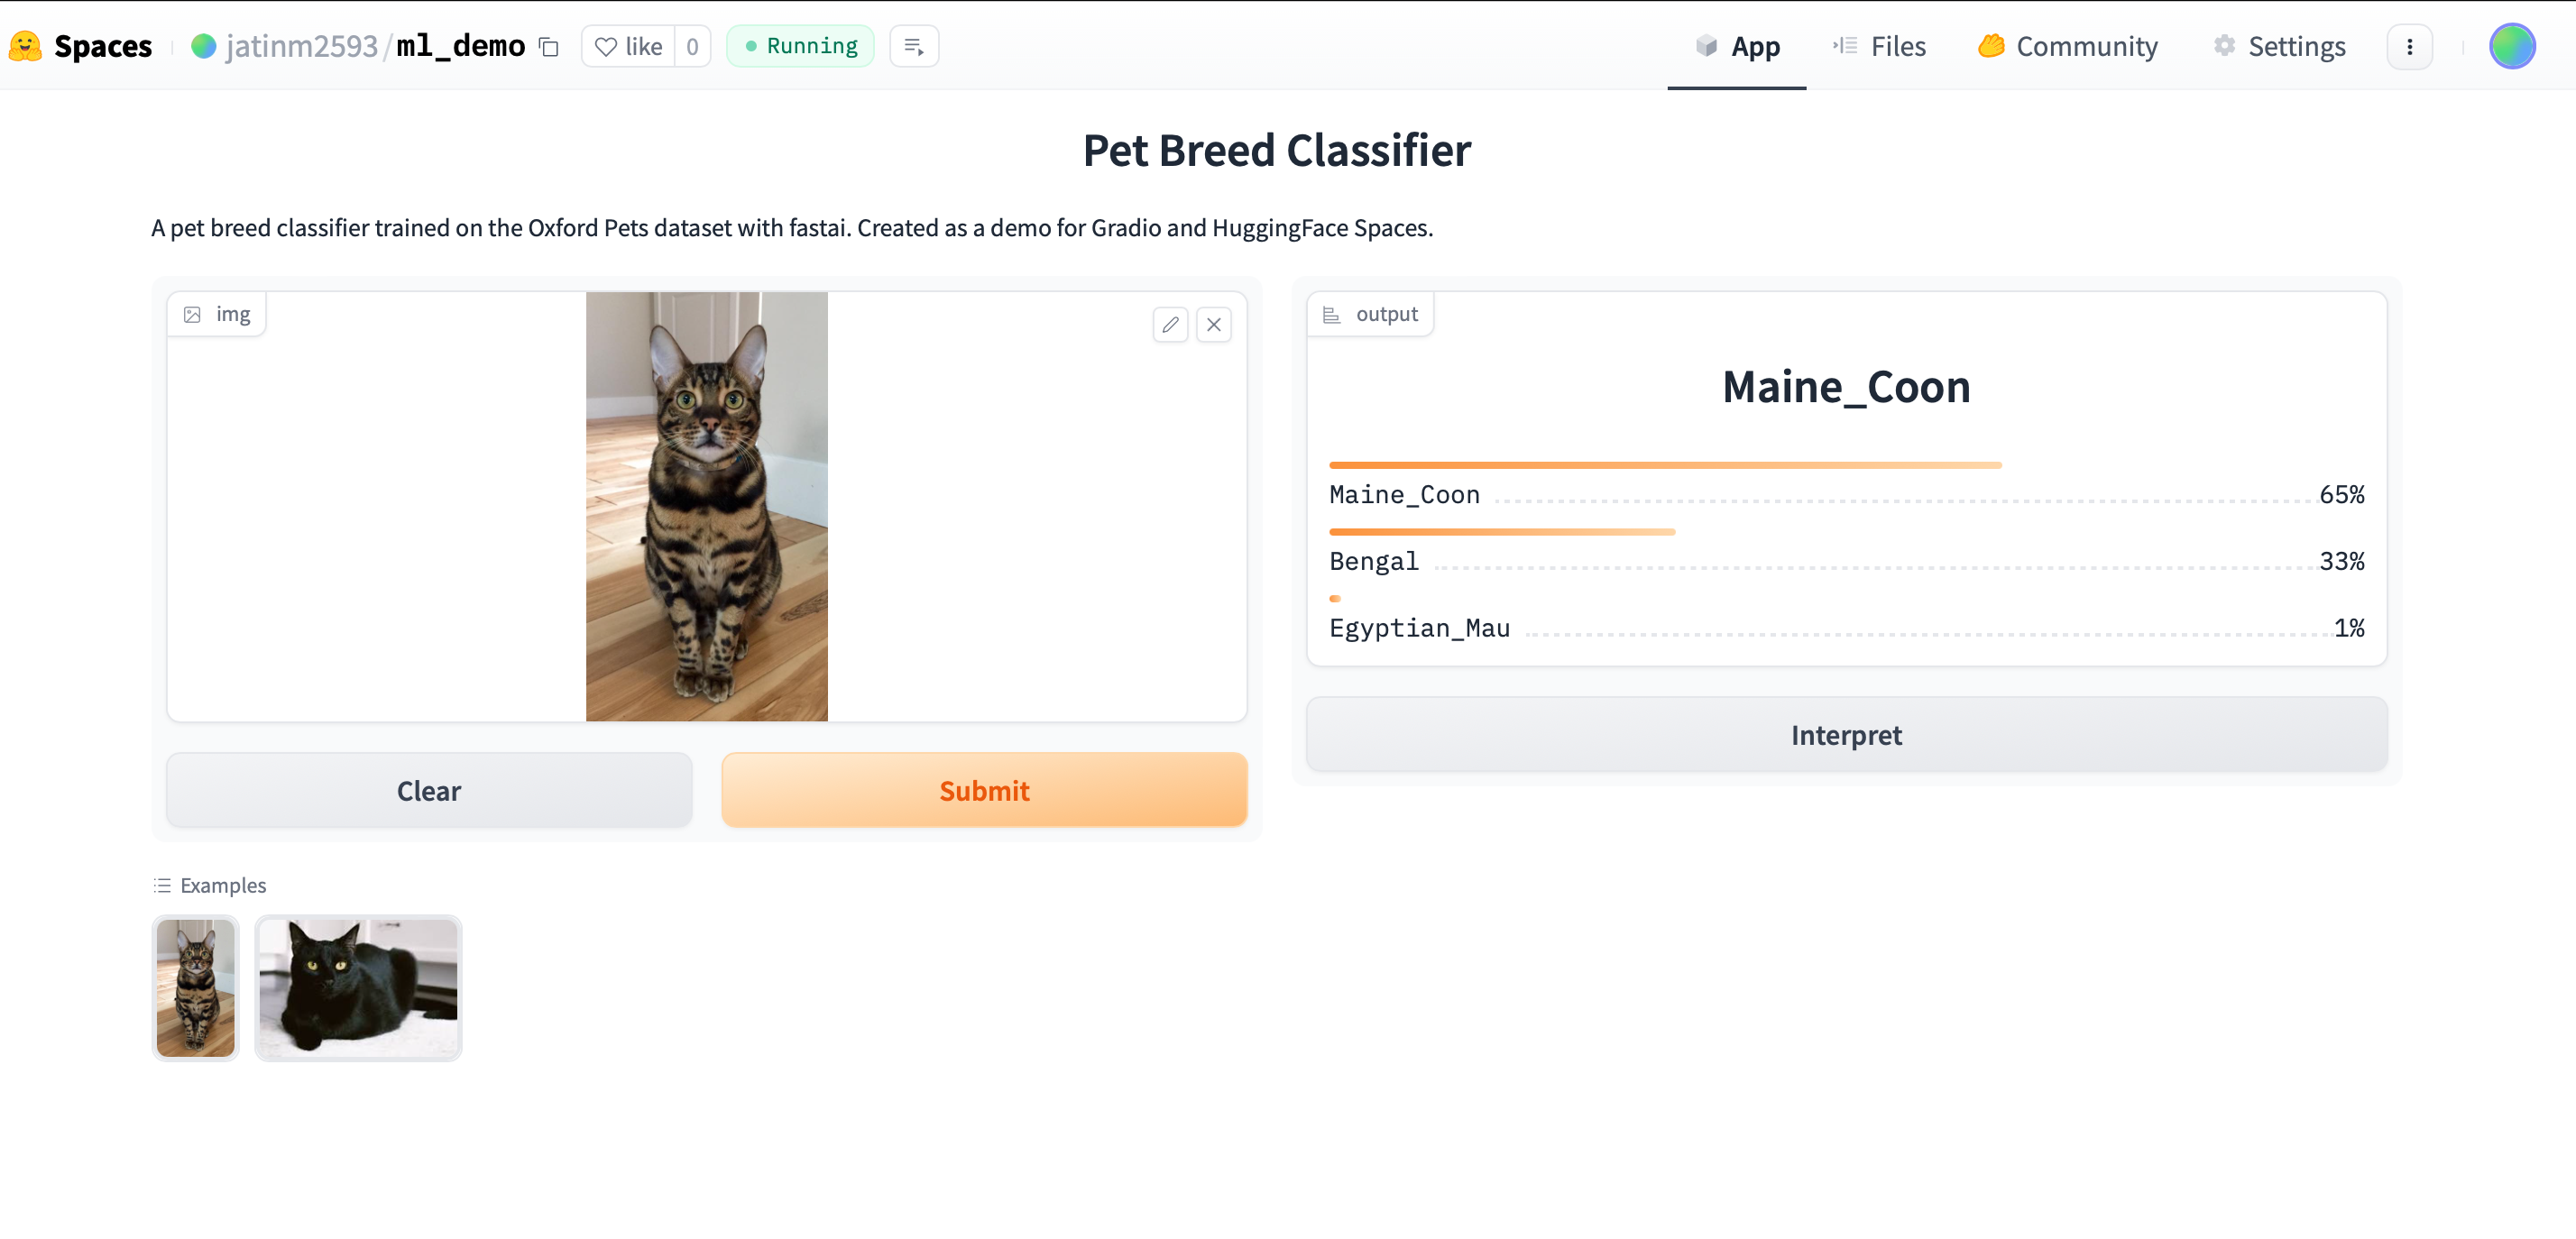 Spaces jatinm2593/ml_demo like 0 Running App Files Community Settings
Pet Breed Classifier
A pet breed classifier trained on the Oxford Pets dataset with fastai. Created as a demo for Gradio and HuggingFace Spaces.
img
Clear Submit
output
Maine_Coon
Maine_Coon 65%
Bengal 33%
Egyptian_Mau 1%
Interpret
Examples